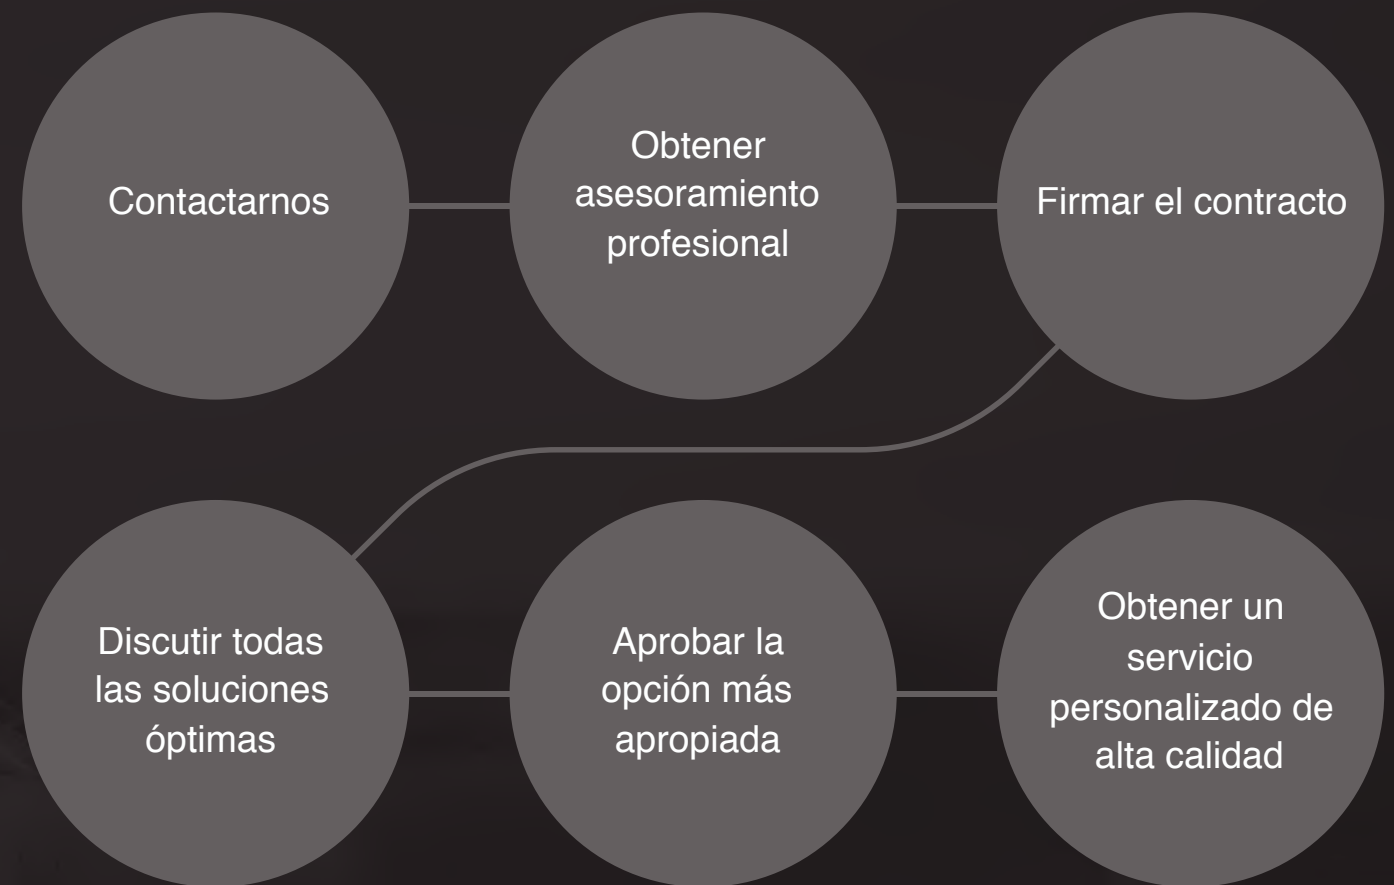 Contactarnos
Obtener
asesoramiento
profesional
Firmar el contracto
Discutir todas
las soluciones
óptimas
Aprobar la
opción más
apropiada
Obtener un
servicio
personalizado de
alta calidad